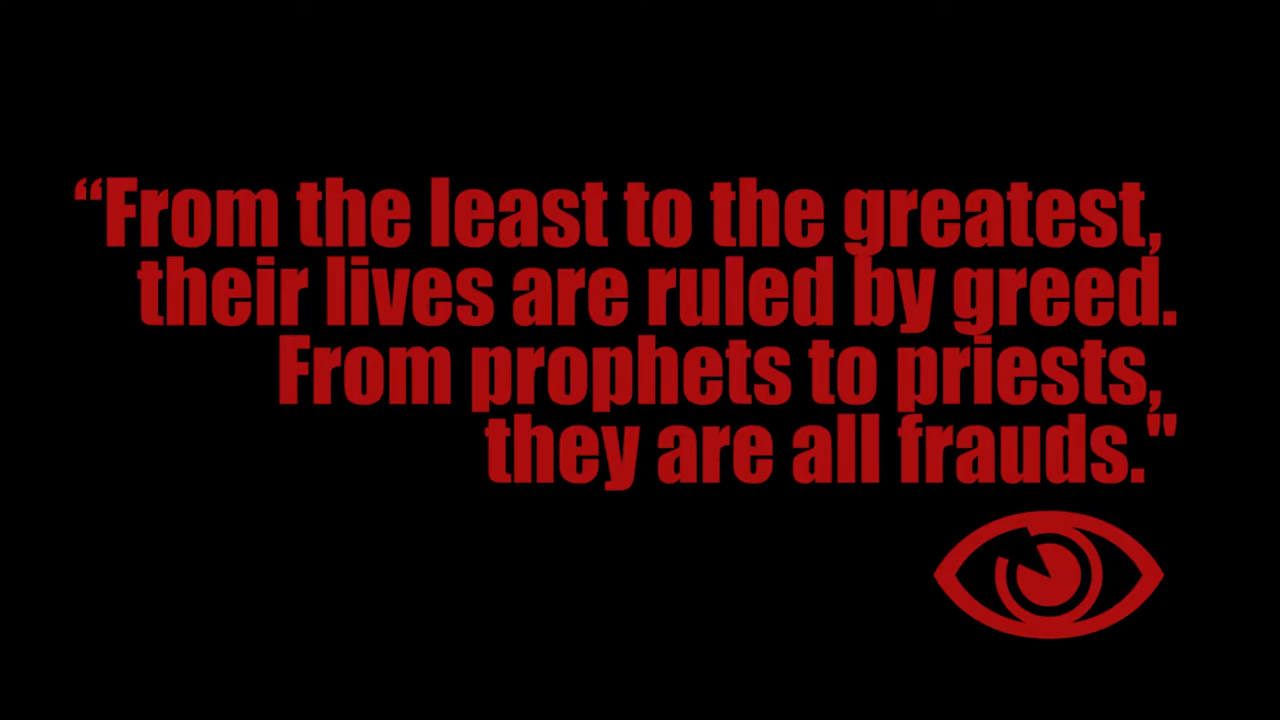 “From the least to the greatest,
their lives are ruled by greed.
From prophets to priests,
they are all frauds."